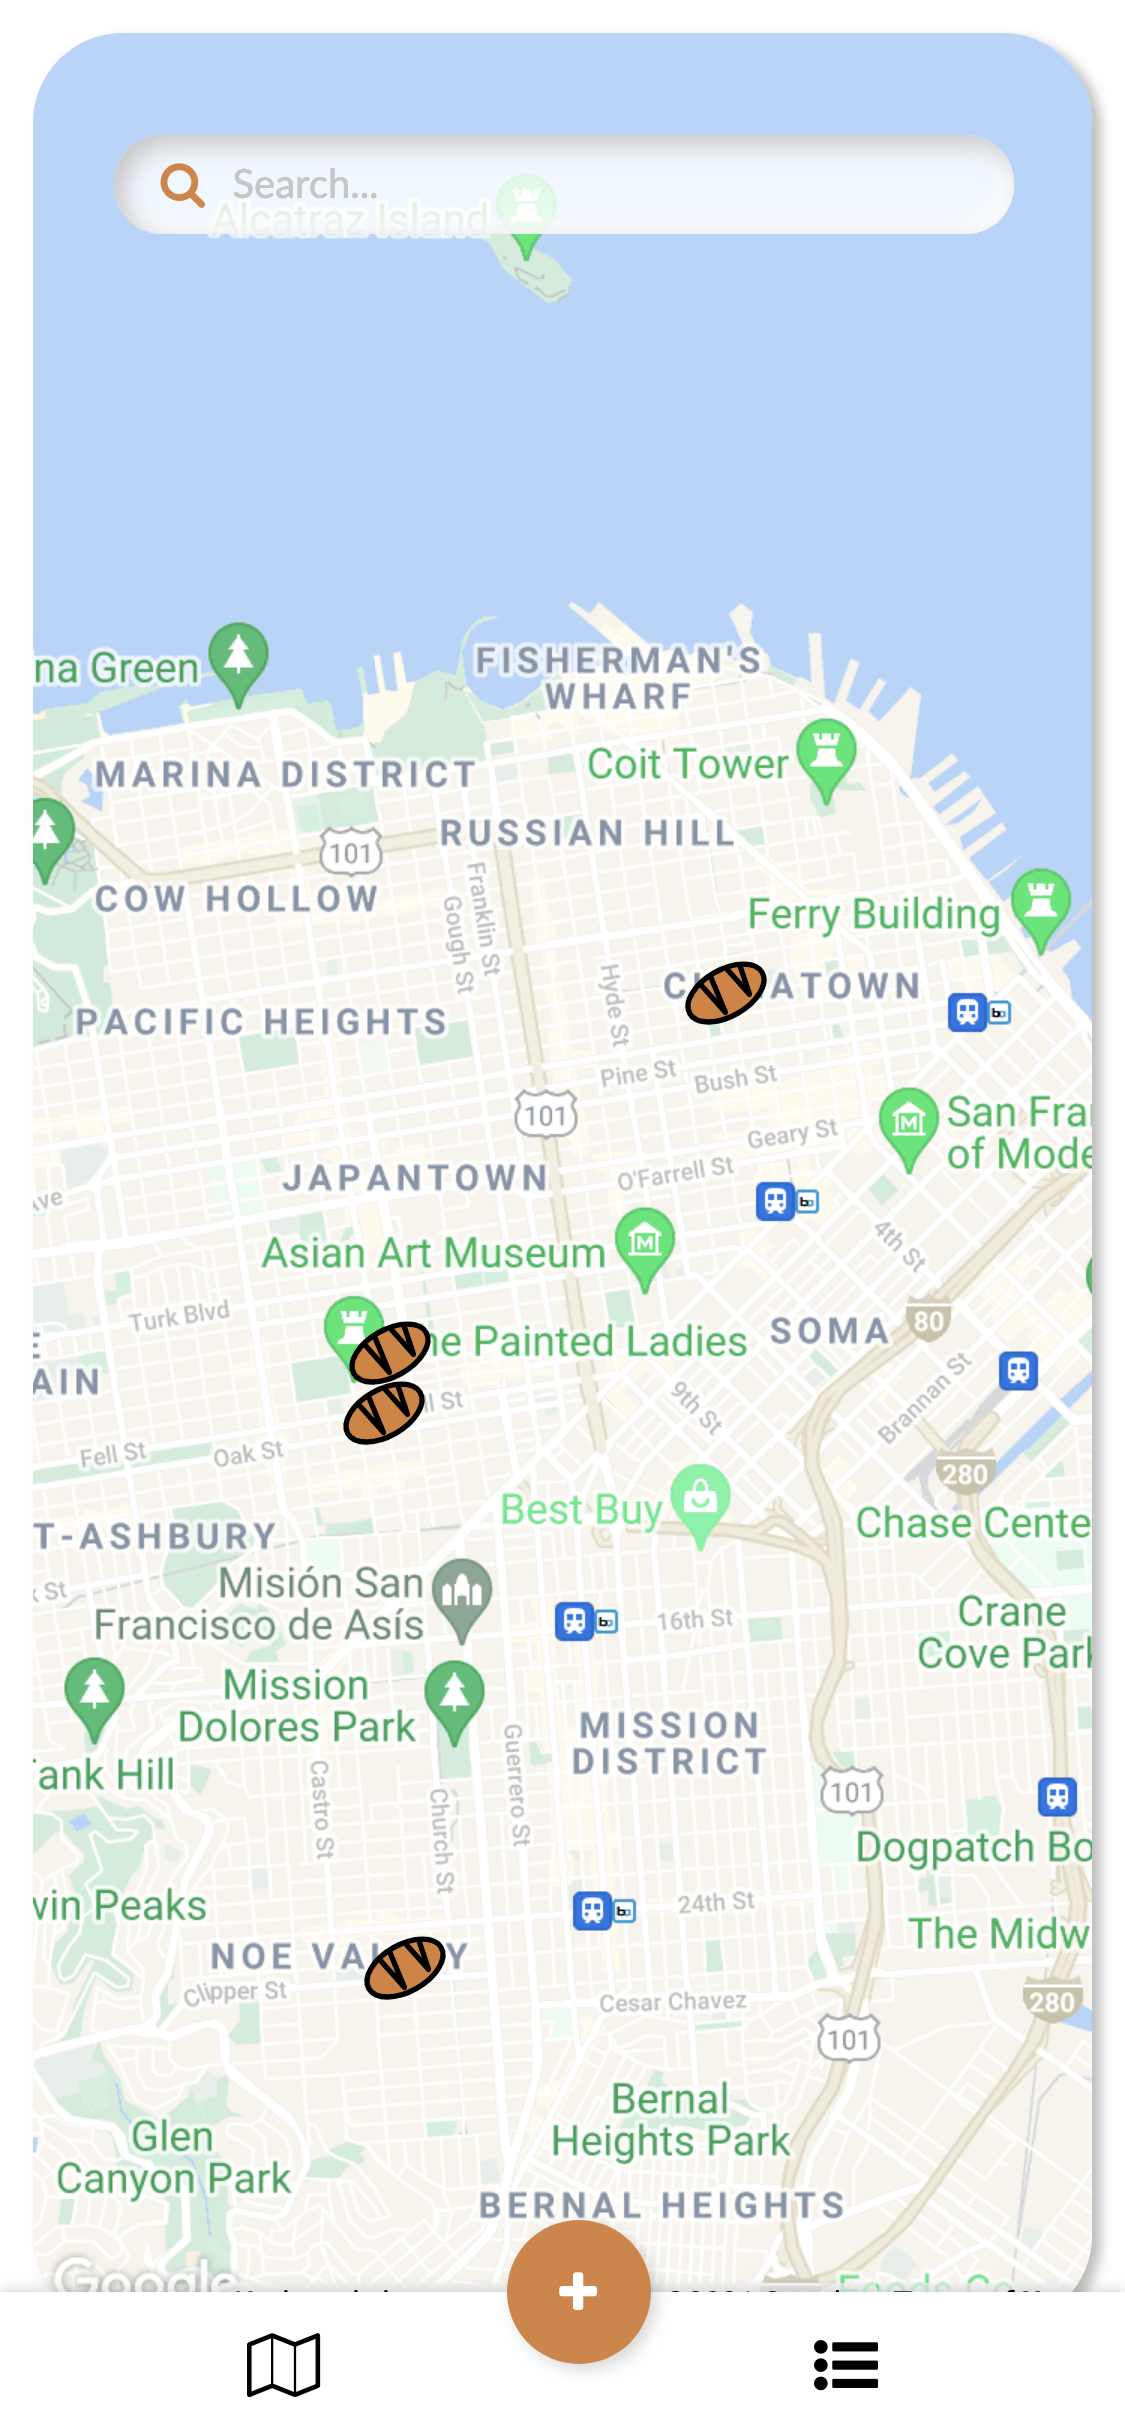 Search...
Alcatraz Island
FISHERMAN'S
WHARF
na Green
Coit Tower
MARINA DISTRICT
RUSSIAN HILL
101
COW HOLLOW
Franklin St
Gough St
Ferry Building
Hyde St
ATOWN
PACIFIC HEIGHTS
Pine St
Bush St
101
San Fra
of Mode
Geary St
JAPANTOWN
O'Farrell St
Ave
4th St
Asian Art Museum
Turk Blvd
80
ne Painted Ladies
SOMA
AIN
Brannan St
9th St
ll St
Fell St
Oak St
280
Best Buy
Chase Cente
T-ASHBURY
Misión San
Francisco de Asís
k St
16th St
Crane
Cove Park
Mission
Dolores Park
MISSION
DISTRICT
Tank Hill
Guerrero St
Castro St
Church St
101
Dogpatch Bo
win Peaks
24th St
The Midw
NOE VALLEY
Clipper St
Cesar Chavez
280
101
Bernal
Heights Park
Glen
Canyon Park
BERNAL HEIGHTS
Google